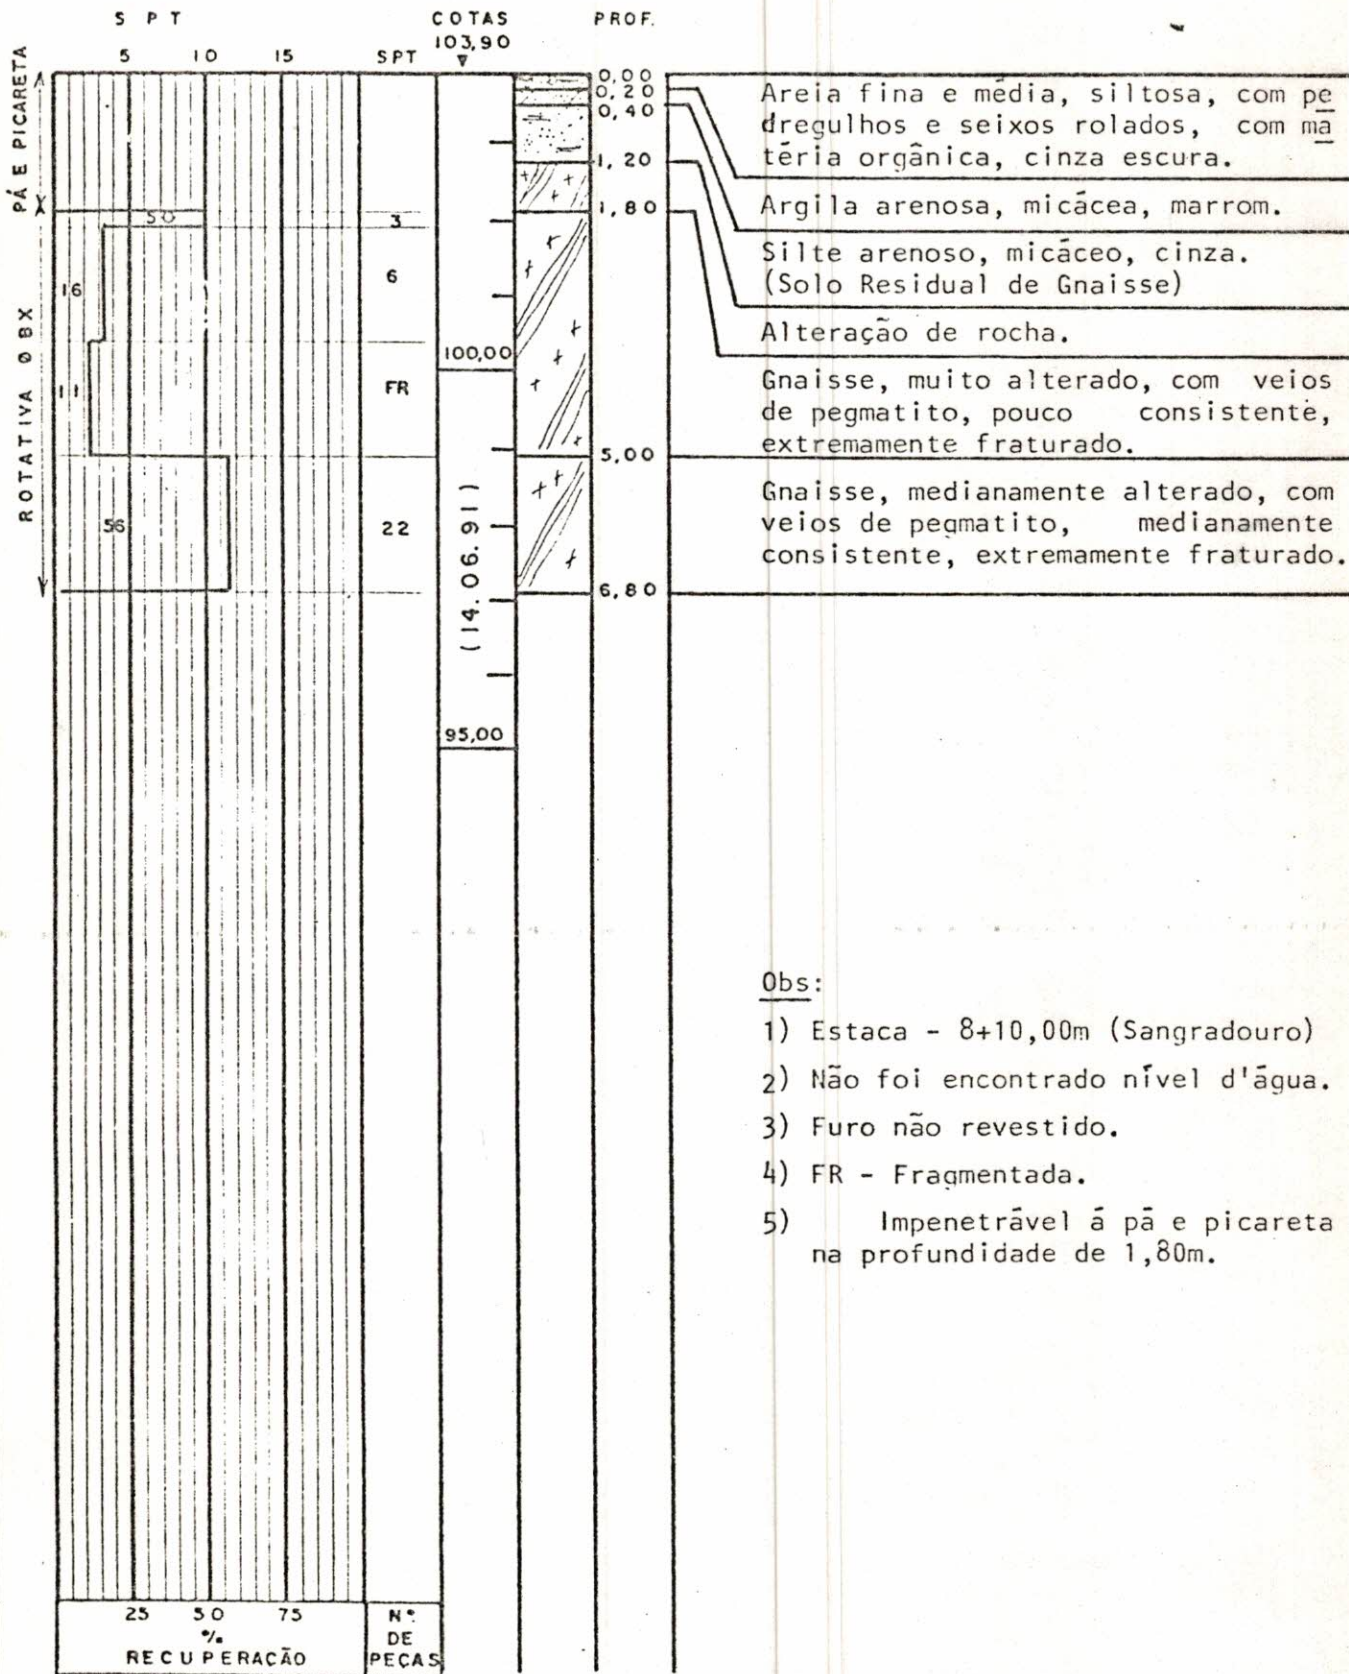 S P T
COTAS
PROF.
103,90
5 10 15
SPT
PÁ E PICARETA
ROTATIVA Ø BX
50
16
11
56
3
6
FR
22
100,00
(14.06.91)
95,00
0,00
0,20
0,40
1,20
1,80
5,00
6,80
Areia fina e média, siltosa, com pe
dregulhos e seixos rolados, com ma
téria orgânica, cinza escura.
Argila arenosa, micácea, marrom.
Silte arenoso, micáceo, cinza.
(Solo Residual de Gnaisse)
Alteração de rocha.
Gnaisse, muito alterado, com veios
de pegmatito, pouco consistente,
extremamente fraturado.
Gnaisse, medianamente alterado, com
veios de pegmatito, medianamente
consistente, extremamente fraturado.
Obs:
1) Estaca - 8+10,00m (Sangradouro)
2) Não foi encontrado nível d'água.
3) Furo não revestido.
4) FR - Fragmentada.
5) Impenetrável á pá e picareta
na profundidade de 1,80m.
25 50 75
%
RECUPERAÇÃO
Nº
DE
PEÇAS